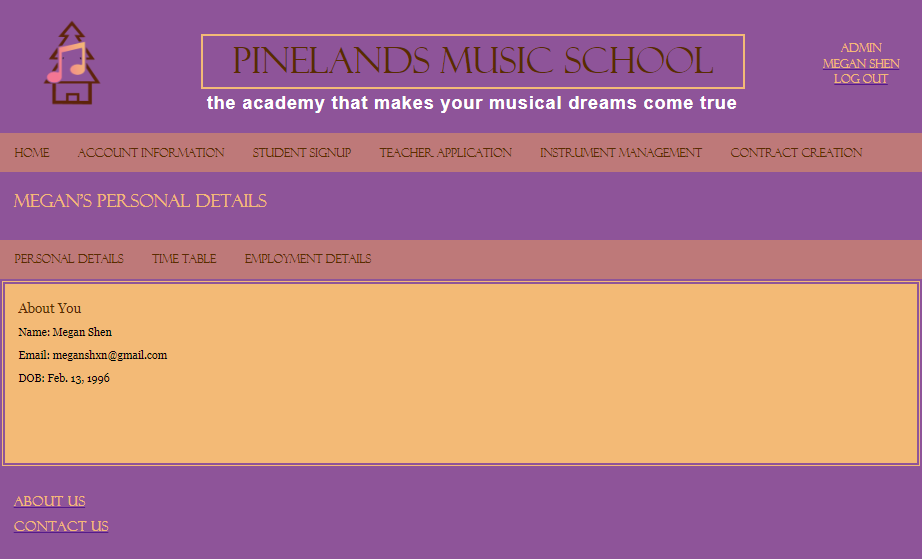 PINELANDS MUSIC SCHOOL
the academy that makes your musical dreams come true
ADMIN
MEGAN SHEN
LOG OUT
HOME ACCOUNT INFORMATION STUDENT SIGNUP TEACHER APPLICATION INSTRUMENT MANAGEMENT CONTRACT CREATION
MEGAN'S PERSONAL DETAILS
PERSONAL DETAILS TIME TABLE EMPLOYMENT DETAILS
About You
Name: Megan Shen
Email: meganshxn@gmail.com
DOB: Feb. 13, 1996
ABOUT US
CONTACT US